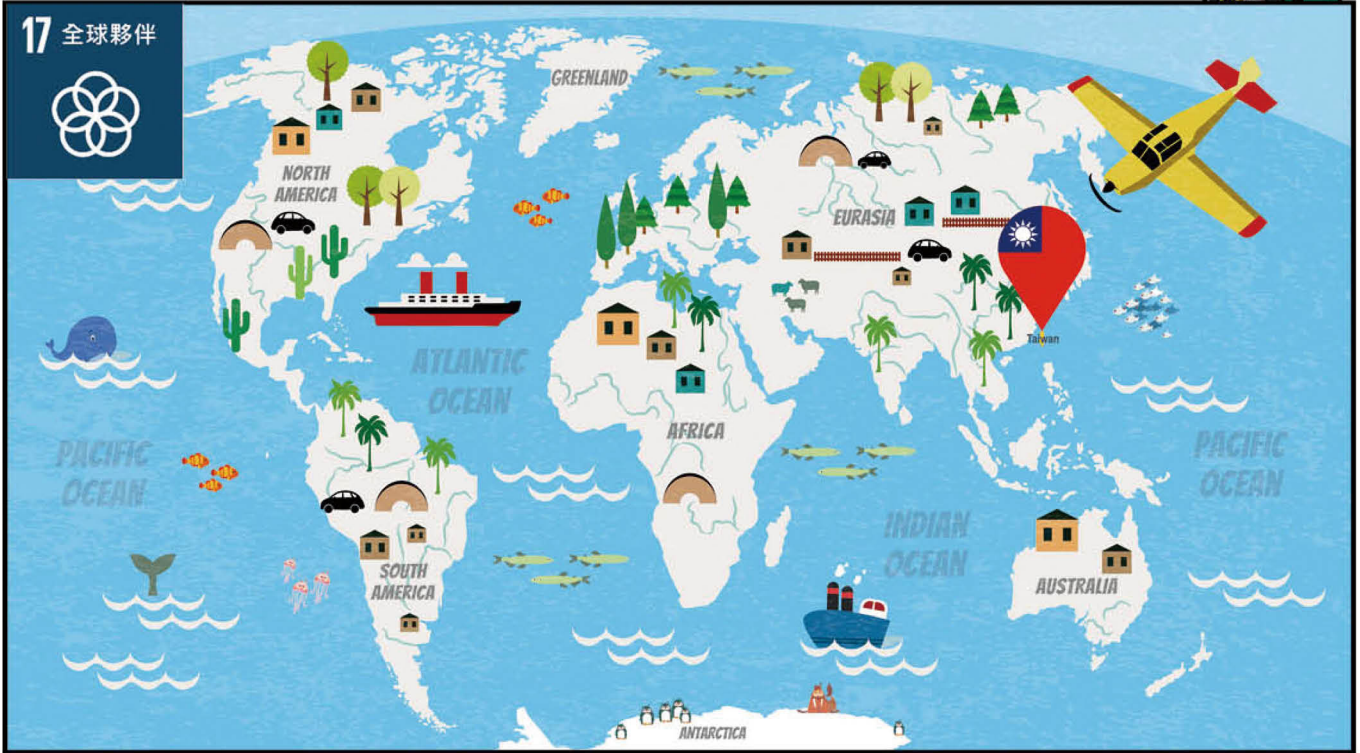 17 全球夥伴
GREENLAND
NORTH
AMERICA
EURASIA
Taiwan
ATLANTIC
OCEAN
AFRICA
PACIFIC
OCEAN
PACIFIC
OCEAN
INDIAN
OCEAN
SOUTH
AMERICA
AUSTRALIA
ANTARCTICA